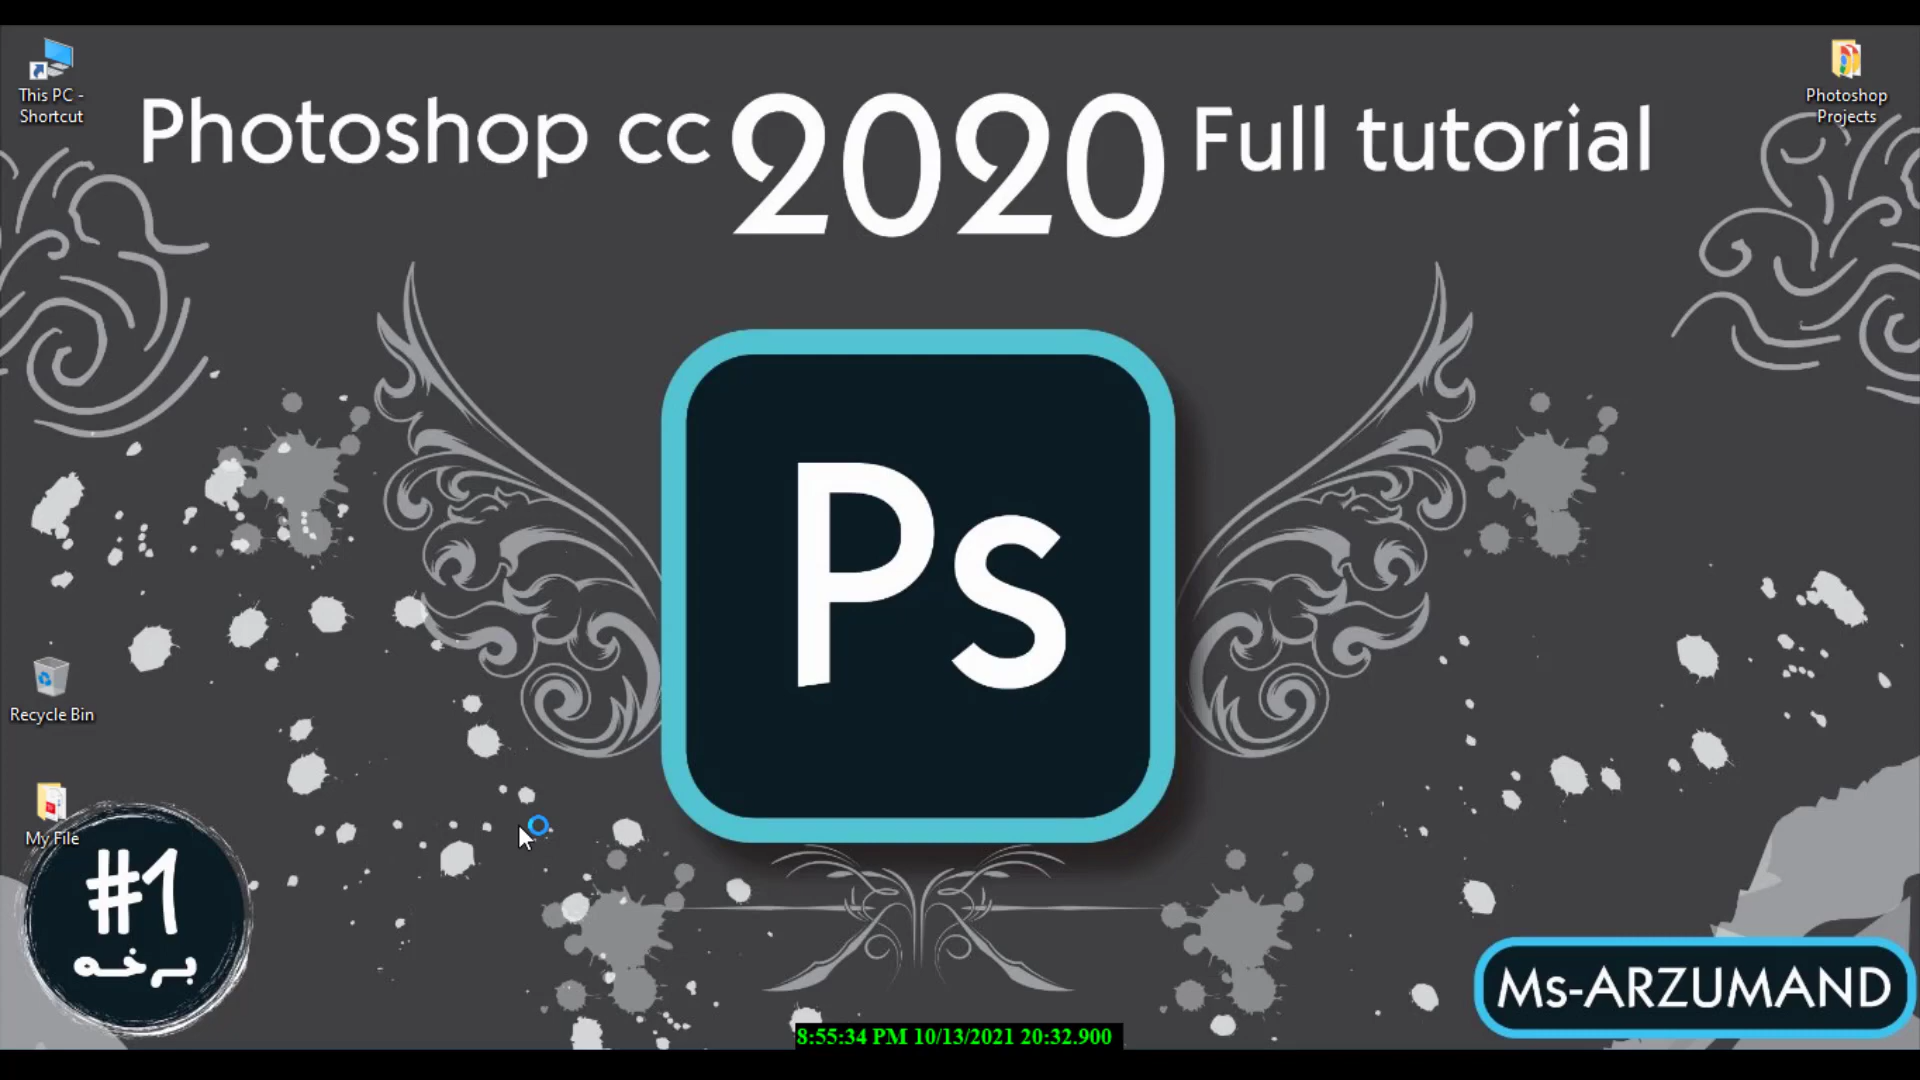 This PC -
Shortcut
Photoshop
Projects
Photoshop cc 2020 Full tutorial
Ps
Recycle Bin
My File
#1
برخه
Ms-ARZUMAND
8:55:34 PM 10/13/2021 20:32.900